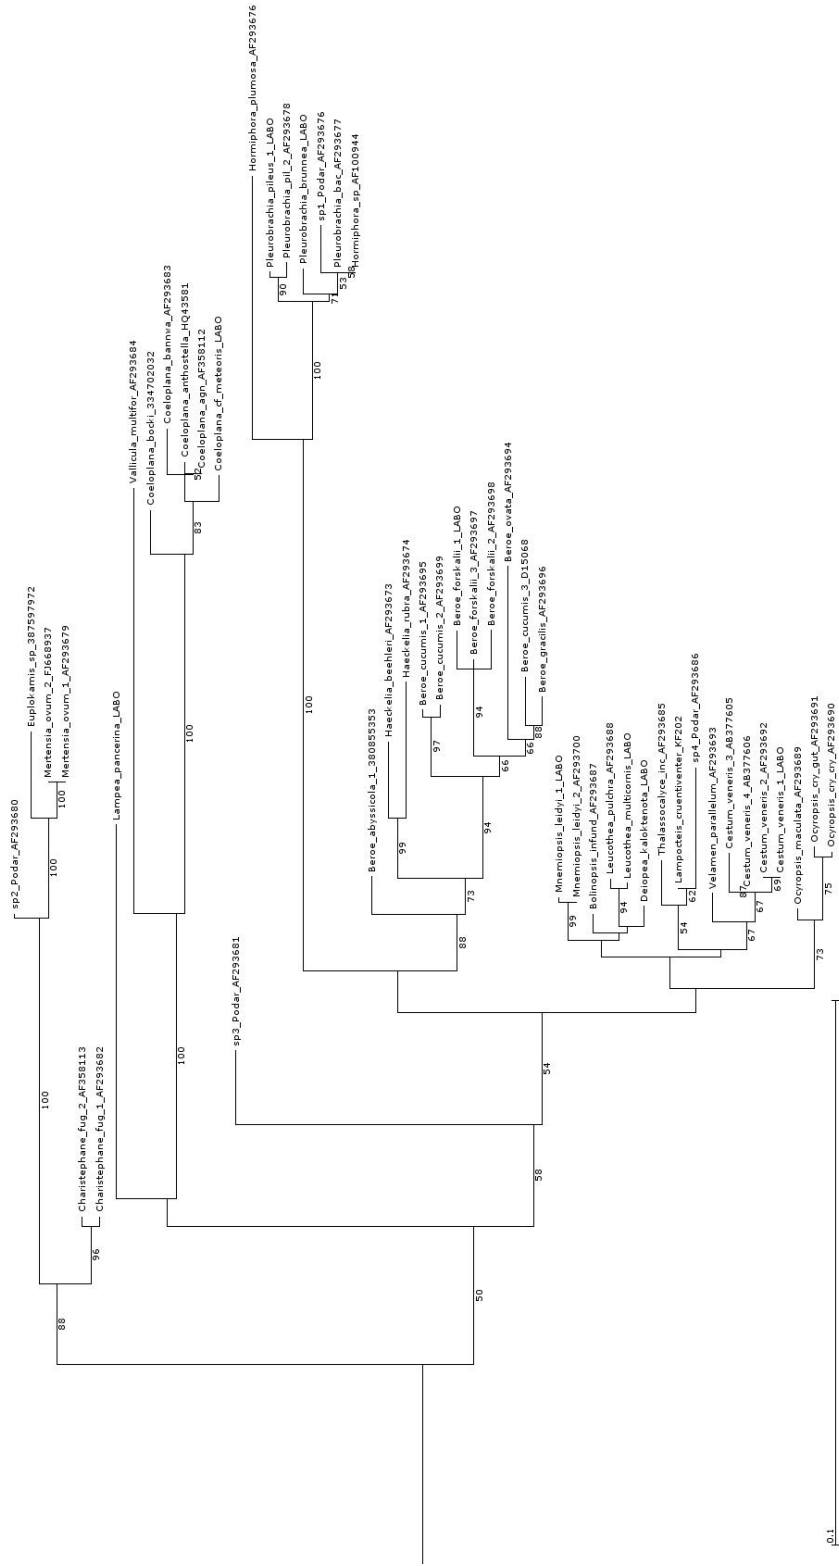 sp2_Podar_AF293680
Euplokamis_sp_387597972
Mertensia_ovum_2_FJ668937
Mertensia_ovum_1_AF293679
100
100
100
Charistephane_fug_2_AF358113
Charistephane_fug_1_AF293682
96
88
Lampea_pancerina_LABO
Vallicula_multifor_AF293684
Coeloplana_bocki_334702032
Coeloplana_bannwa_AF293683
Coeloplana_anthostella_HQ43581
Coeloplana_agn_AF358112
52
Coeloplana_cf_meteoris_LABO
83
100
100
sp3_Podar_AF293681
Hormiphora_plumosa_AF293676
Pleurobrachia_pileus_1_LABO
Pleurobrachia_pil_2_AF293678
90
Pleurobrachia_brunnea_LABO
sp1_Podar_AF293676
Pleurobrachia_bac_AF293677
Hormiphora_sp_AF100944
58
53
71
100
100
Beroe_abyssicola_1_380855353
Haeckelia_beehleri_AF293673
Haeckelia_rubra_AF293674
99
Beroe_cucumis_1_AF293695
Beroe_cucumis_2_AF293699
97
Beroe_forskalii_1_LABO
Beroe_forskalii_3_AF293697
Beroe_forskalii_2_AF293698
94
Beroe_ovata_AF293694
Beroe_cucumis_3_D15068
Beroe_gracilis_AF293696
88
66
66
94
73
88
Mnemiopsis_leidyi_1_LABO
Mnemiopsis_leidyi_2_AF293700
99
Bolinopsis_infund_AF293687
Leucothea_pulchra_AF293688
Leucothea_multicornis_LABO
94
Deiopea_kaloktenota_LABO
Thalassocalyce_inc_AF293685
Lampocteis_cruentiventer_KF202
sp4_Podar_AF293686
62
54
Velamen_parallelum_AF293693
Cestum_veneris_3_AB377605
Cestum_veneris_4_AB377606
87
Cestum_veneris_2_AF293692
Cestum_veneris_1_LABO
69
67
67
Ocyropsis_maculata_AF293689
Ocyropsis_cry_gut_AF293691
Ocyropsis_cry_cry_AF293690
75
73
54
58
50
0.1